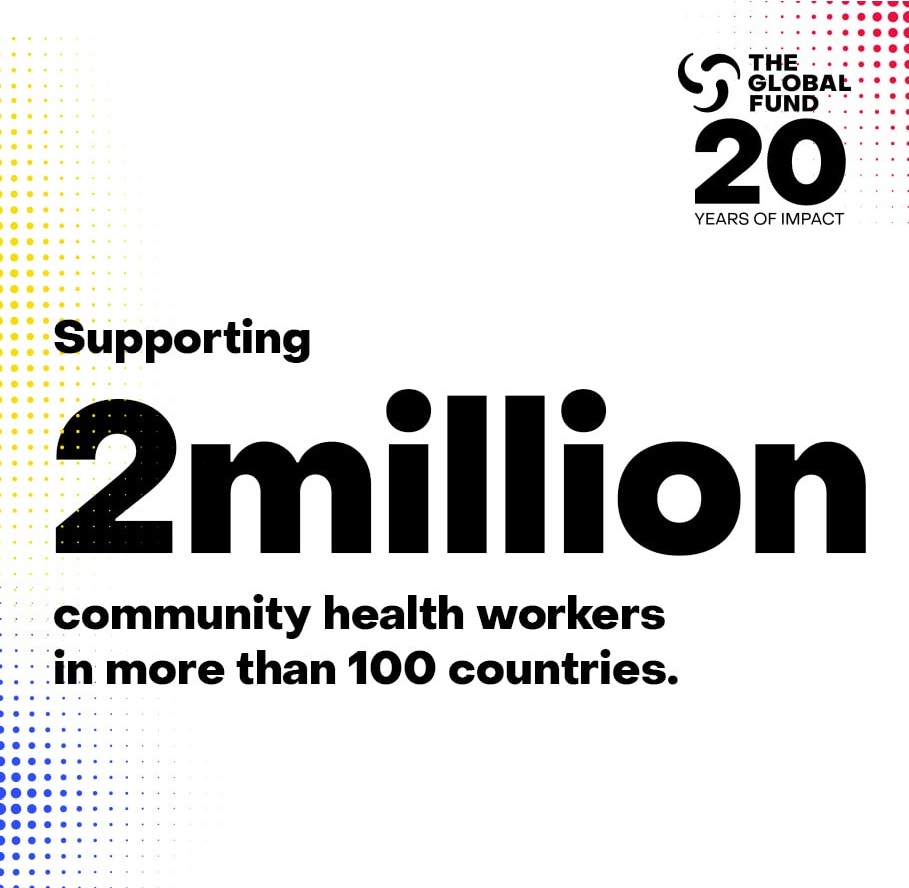 THE
GLOBAL
FUND
20
YEARS OF IMPACT
Supporting
2million
community health workers
in more than 100 countries.